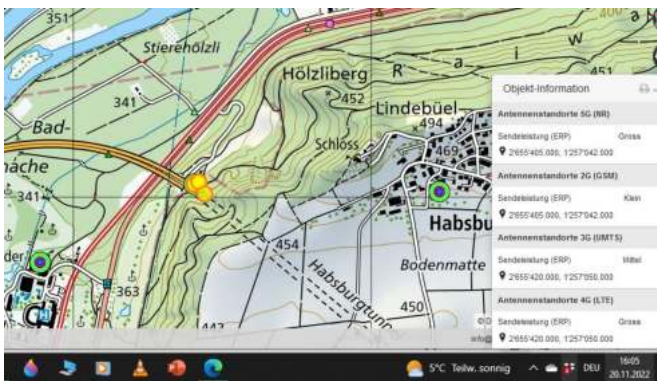 351
Stierehölzli
341
Hölzliberg
R a i w a
452
451
Lindebüel
494
Schloss
469
Bad-
341
Habsbu
454
Habsburgtunn
Bodenmatte
363
450
Objekt-Information
Antennenstandorte 5G (NR)
Sendeleistung (ERP) Gross
2'655'405.000, 1'257'042.000
Antennenstandorte 2G (GSM)
Sendeleistung (ERP) Klein
2'655'405.000, 1'257'042.000
Antennenstandorte 3G (UMTS)
Sendeleistung (ERP) Mittel
2'655'420.000, 1'257'050.000
Antennenstandorte 4G (LTE)
Sendeleistung (ERP) Gross
2'655'420.000, 1'257'050.000
5°C Teilw. sonnig
DEU
16:05
20.11.2022